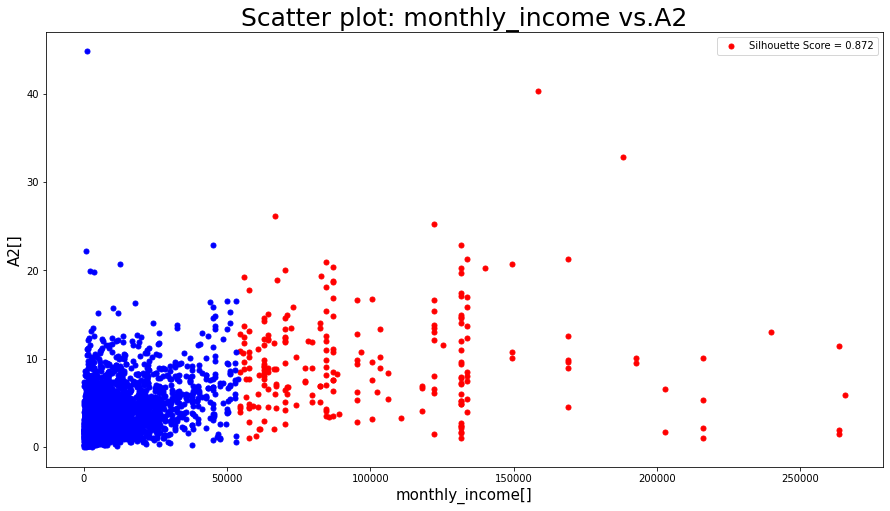 Scatter plot: monthly_income vs.A2
Silhouette Score = 0.872
A2[]
40
30
20
10
0
0 50000 100000 150000 200000 250000
monthly_income[]